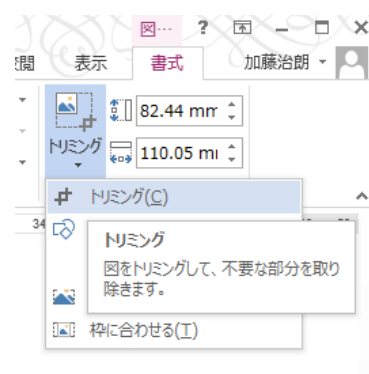 図… ?
閲 表示 書式 加藤治朗
82.44 mm
トリミング
110.05 mı
トリミング(C)
34
トリミング
図をトリミングして、不要な部分を取り
除きます。
枠に合わせる(T)